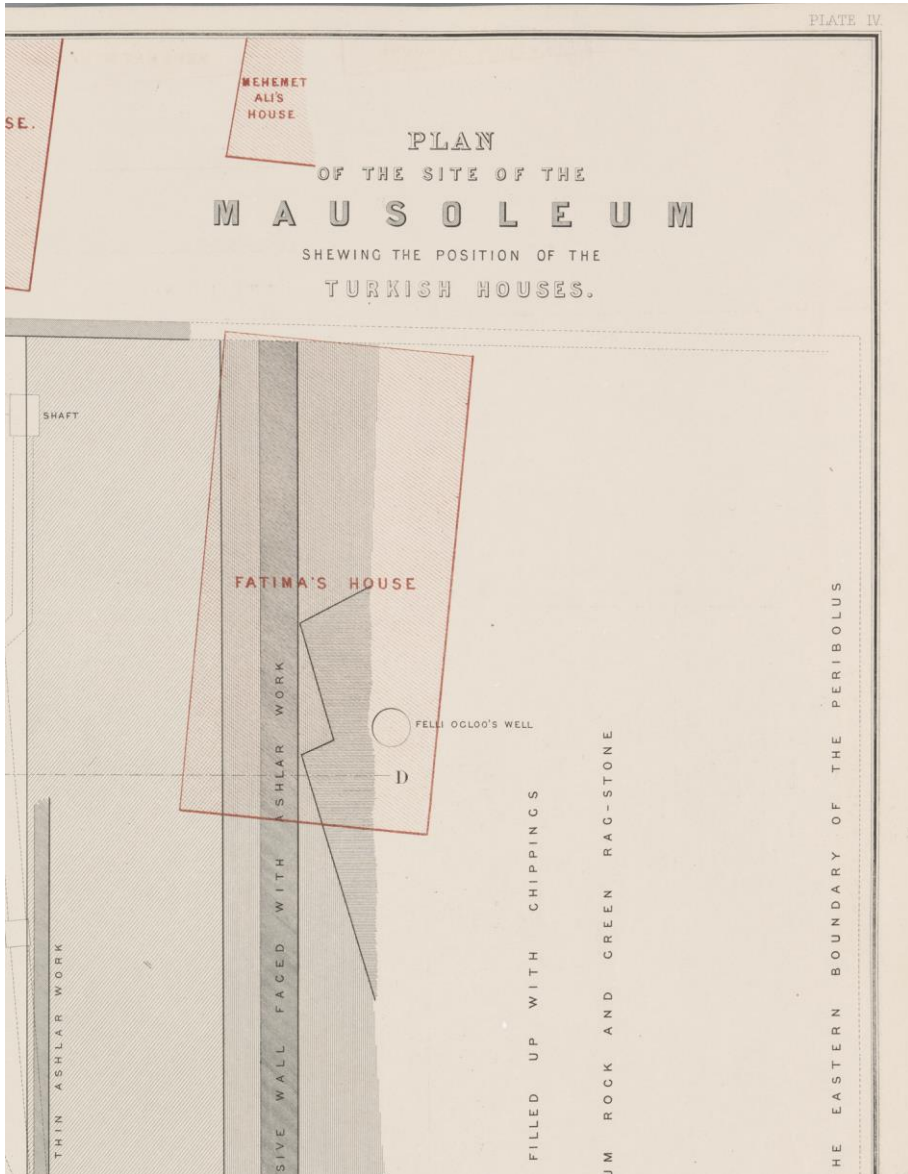 PLATE IV.
SE.
MEHEMET
ALI'S
HOUSE
PLAN
OF THE SITE OF THE
MAUSOLEUM
SHEWING THE POSITION OF THE
TURKISH HOUSES.
SHAFT
FATIMA'S HOUSE
FELLI OGLOO'S WELL
D
THIN ASHLAR WORK
SIVE WALL FACED WITH ASHLAR WORK
FILLED UP WITH CHIPPINGS
UM ROCK AND GREEN RAG-STONE
HE EASTERN BOUNDARY OF THE PERIBOLUS